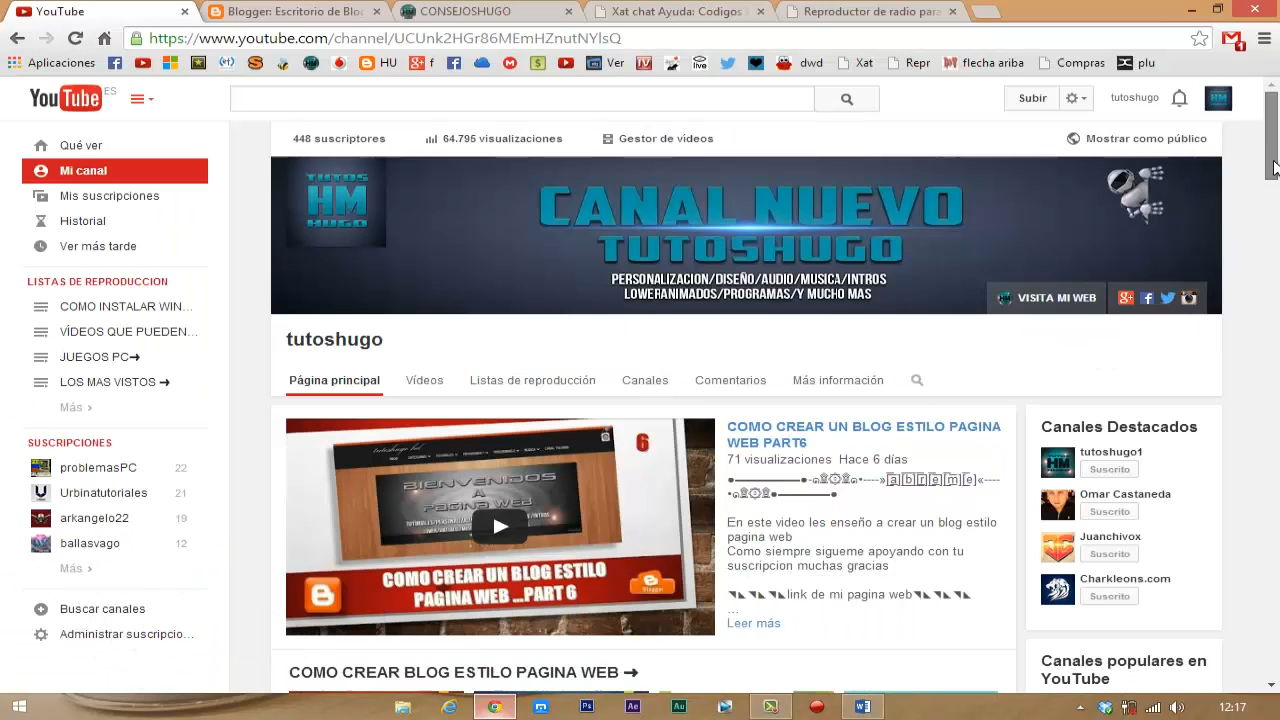 YouTube
Blogger: Escritorio de Blo
CONSEJOSHUGO
Xat chat Ayuda: Codigos
Reproductor de radio para
https://www.youtube.com/channel/UCUnk2HGr86MEmHZnutNYlsQ
Aplicaciones
HU
f
Ver
dwd
Xat
Repr
flecha ariba
Compras
plu
YouTube ES
Subir
tutoshugo
Qué ver
Mi canal
Mis suscripciones
Historial
Ver más tarde
LISTAS DE REPRODUCCION
COMO INSTALAR WIN...
VÍDEOS QUE PUEDEN...
JUEGOS PC➜
LOS MAS VISTOS ➜
Más ›
SUSCRIPCIONES
problemasPC 22
Urbinatutoriales 21
arkangelo22 19
ballasvago 12
Más ›
Buscar canales
Administrar suscripcio...
448 suscriptores
64.795 visualizaciones
Gestor de vídeos
Mostrar como público
TUTOS
HM
HUGO
CANAL NUEVO
TUTOSHUGO
PERSONALIZACION/DISEÑO/AUDIO/MUSICA/INTROS
LOWERANIMADOS/PROGRAMAS/Y MUCHO MAS
VISITA MI WEB
tutoshugo
Página principal
Vídeos
Listas de reproducción
Canales
Comentarios
Más información
6
BIENVENIDOS
A
PAGINA WEB
COMO CREAR UN BLOG ESTILO
PAGINA WEB ...PART 6
Blogger
COMO CREAR UN BLOG ESTILO PAGINA
WEB PART6
71 visualizaciones Hace 6 días
[a][b][r][e][m][e]
En este video les enseño a crear un blog estilo
pagina web
Como siempre sigueme apoyando con tu
suscripcion muchas gracias
◥◣◥◣◥◣link de mi pagina web◥◣◥◣◥◣
...
Leer más
COMO CREAR BLOG ESTILO PAGINA WEB ➜
Canales Destacados
tutoshugo1
Suscrito
Omar Castaneda
Suscrito
Juanchivox
Suscrito
Charkleons.com
Suscrito
Canales populares en
YouTube
12:17